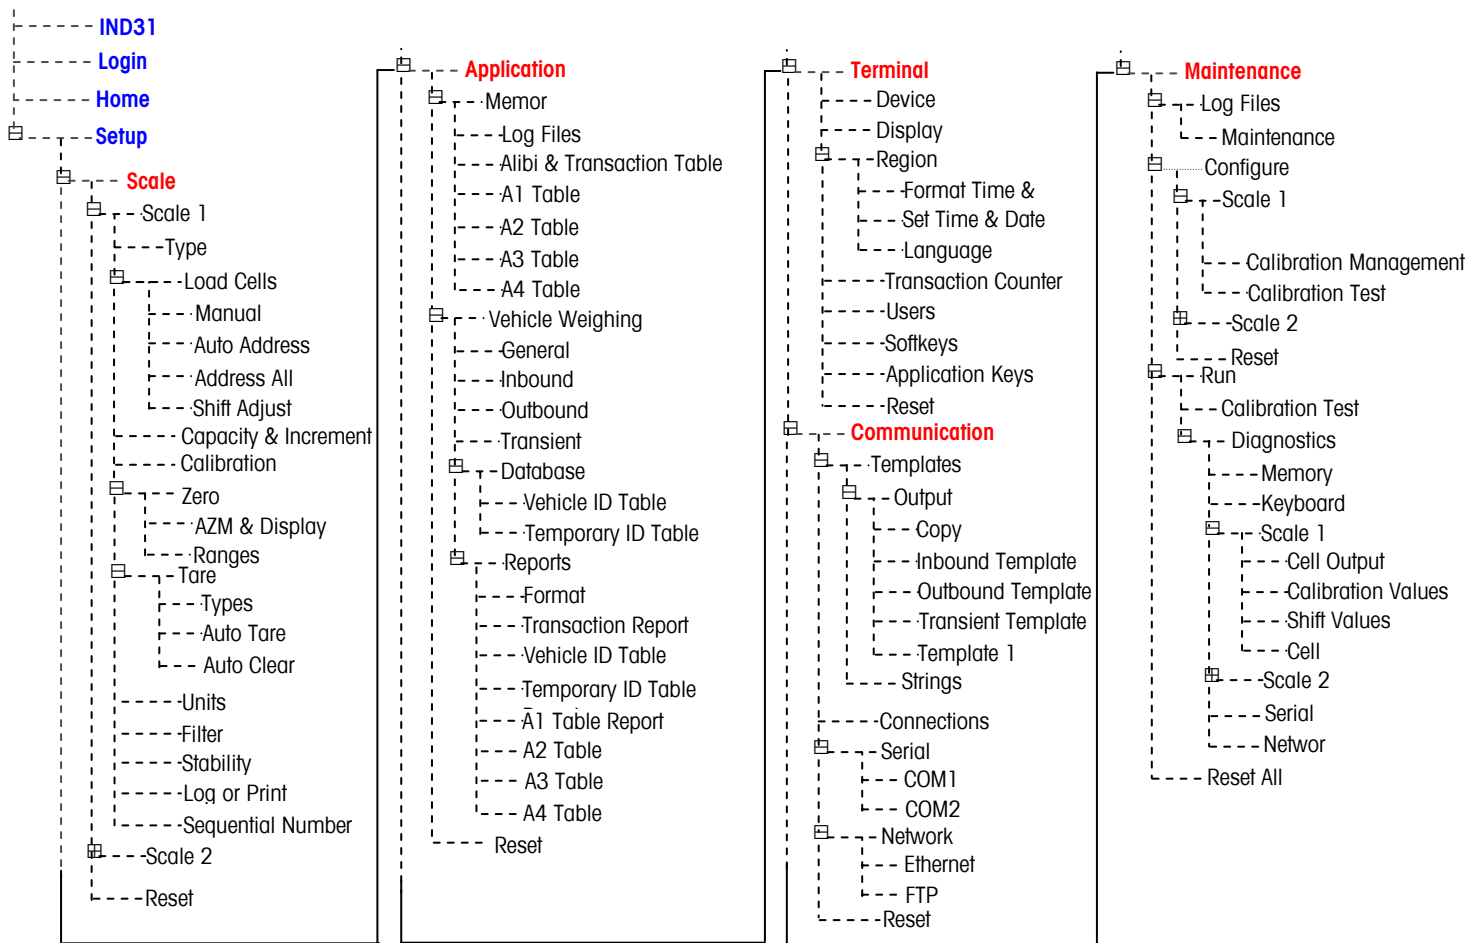 IND31
Login
Home
Setup
Scale
Scale 1
Type
Load Cells
Manual
Auto Address
Address All
Shift Adjust
Capacity & Increment
Calibration
Zero
AZM & Display
Ranges
Tare
Types
Auto Tare
Auto Clear
Units
Filter
Stability
Log or Print
Sequential Number
Scale 2
Reset
Application
Memor
Log Files
Alibi & Transaction Table
A1 Table
A2 Table
A3 Table
A4 Table
Vehicle Weighing
General
Inbound
Outbound
Transient
Database
Vehicle ID Table
Temporary ID Table
Reports
Format
Transaction Report
Vehicle ID Table
Temporary ID Table
A1 Table Report
A2 Table
A3 Table
A4 Table
Reset
Terminal
Device
Display
Region
Format Time &
Set Time & Date
Language
Transaction Counter
Users
Softkeys
Application Keys
Reset
Communication
Templates
Output
Copy
Inbound Template
Outbound Template
Transient Template
Template 1
Strings
Connections
Serial
COM1
COM2
Network
Ethernet
FTP
Reset
Maintenance
Log Files
Maintenance
Configure
Scale 1
Calibration Management
Calibration Test
Scale 2
Reset
Run
Calibration Test
Diagnostics
Memory
Keyboard
Scale 1
Cell Output
Calibration Values
Shift Values
Cell
Scale 2
Serial
Networ
Reset All